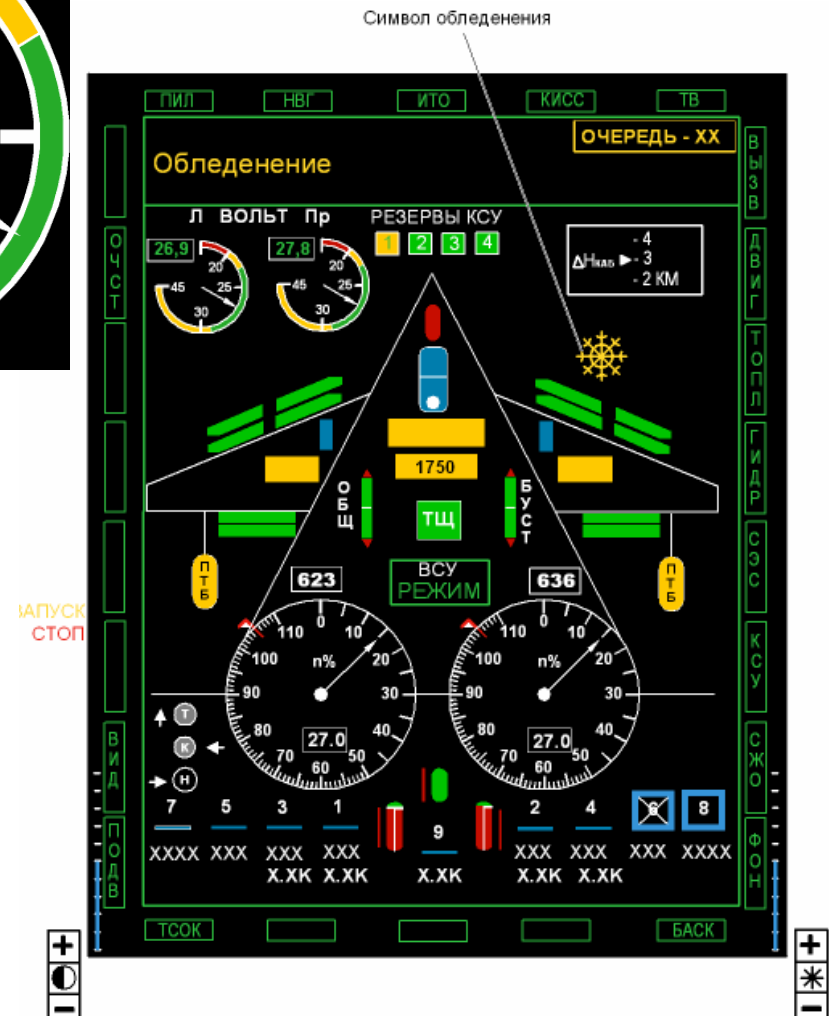 Символ обледенения
ПИЛ НВГ ИТО КИСС ТВ
ОЧЕРЕДЬ - XX
Обледенение
ВЫЗВ
Л ВОЛЬТ Пр РЕЗЕРВЫ КСУ
26,9 27,8 1 2 3 4
20 25 30 45
20 25 30 45
- 4
ΔНкаб - 3
- 2 КМ
ОЧСТ
ДВИГ
ТОПЛ
ГИДР
1750
ОБЩ
ТЩ
БУСТ
СЭС
ПТБ
ВСУ
РЕЖИМ
ПТБ
623 636
ЗАПУСК
СТОП
КСУ
0 10 20 30 40 50 60 70 80 90 100 110
n%
27.0
0 10 20 30 40 50 60 70 80 90 100 110
n%
27.0
Т
К
Н
ВИД
СЖО
7 5 3 1 9 2 4 6 8
XXXX XXX XXX XXX XXX XXX XXX XXXX
X.XK X.XK X.XK X.XK X.XK
ПОДВ
ФОН
ТСОК БАСК
+ +
- -